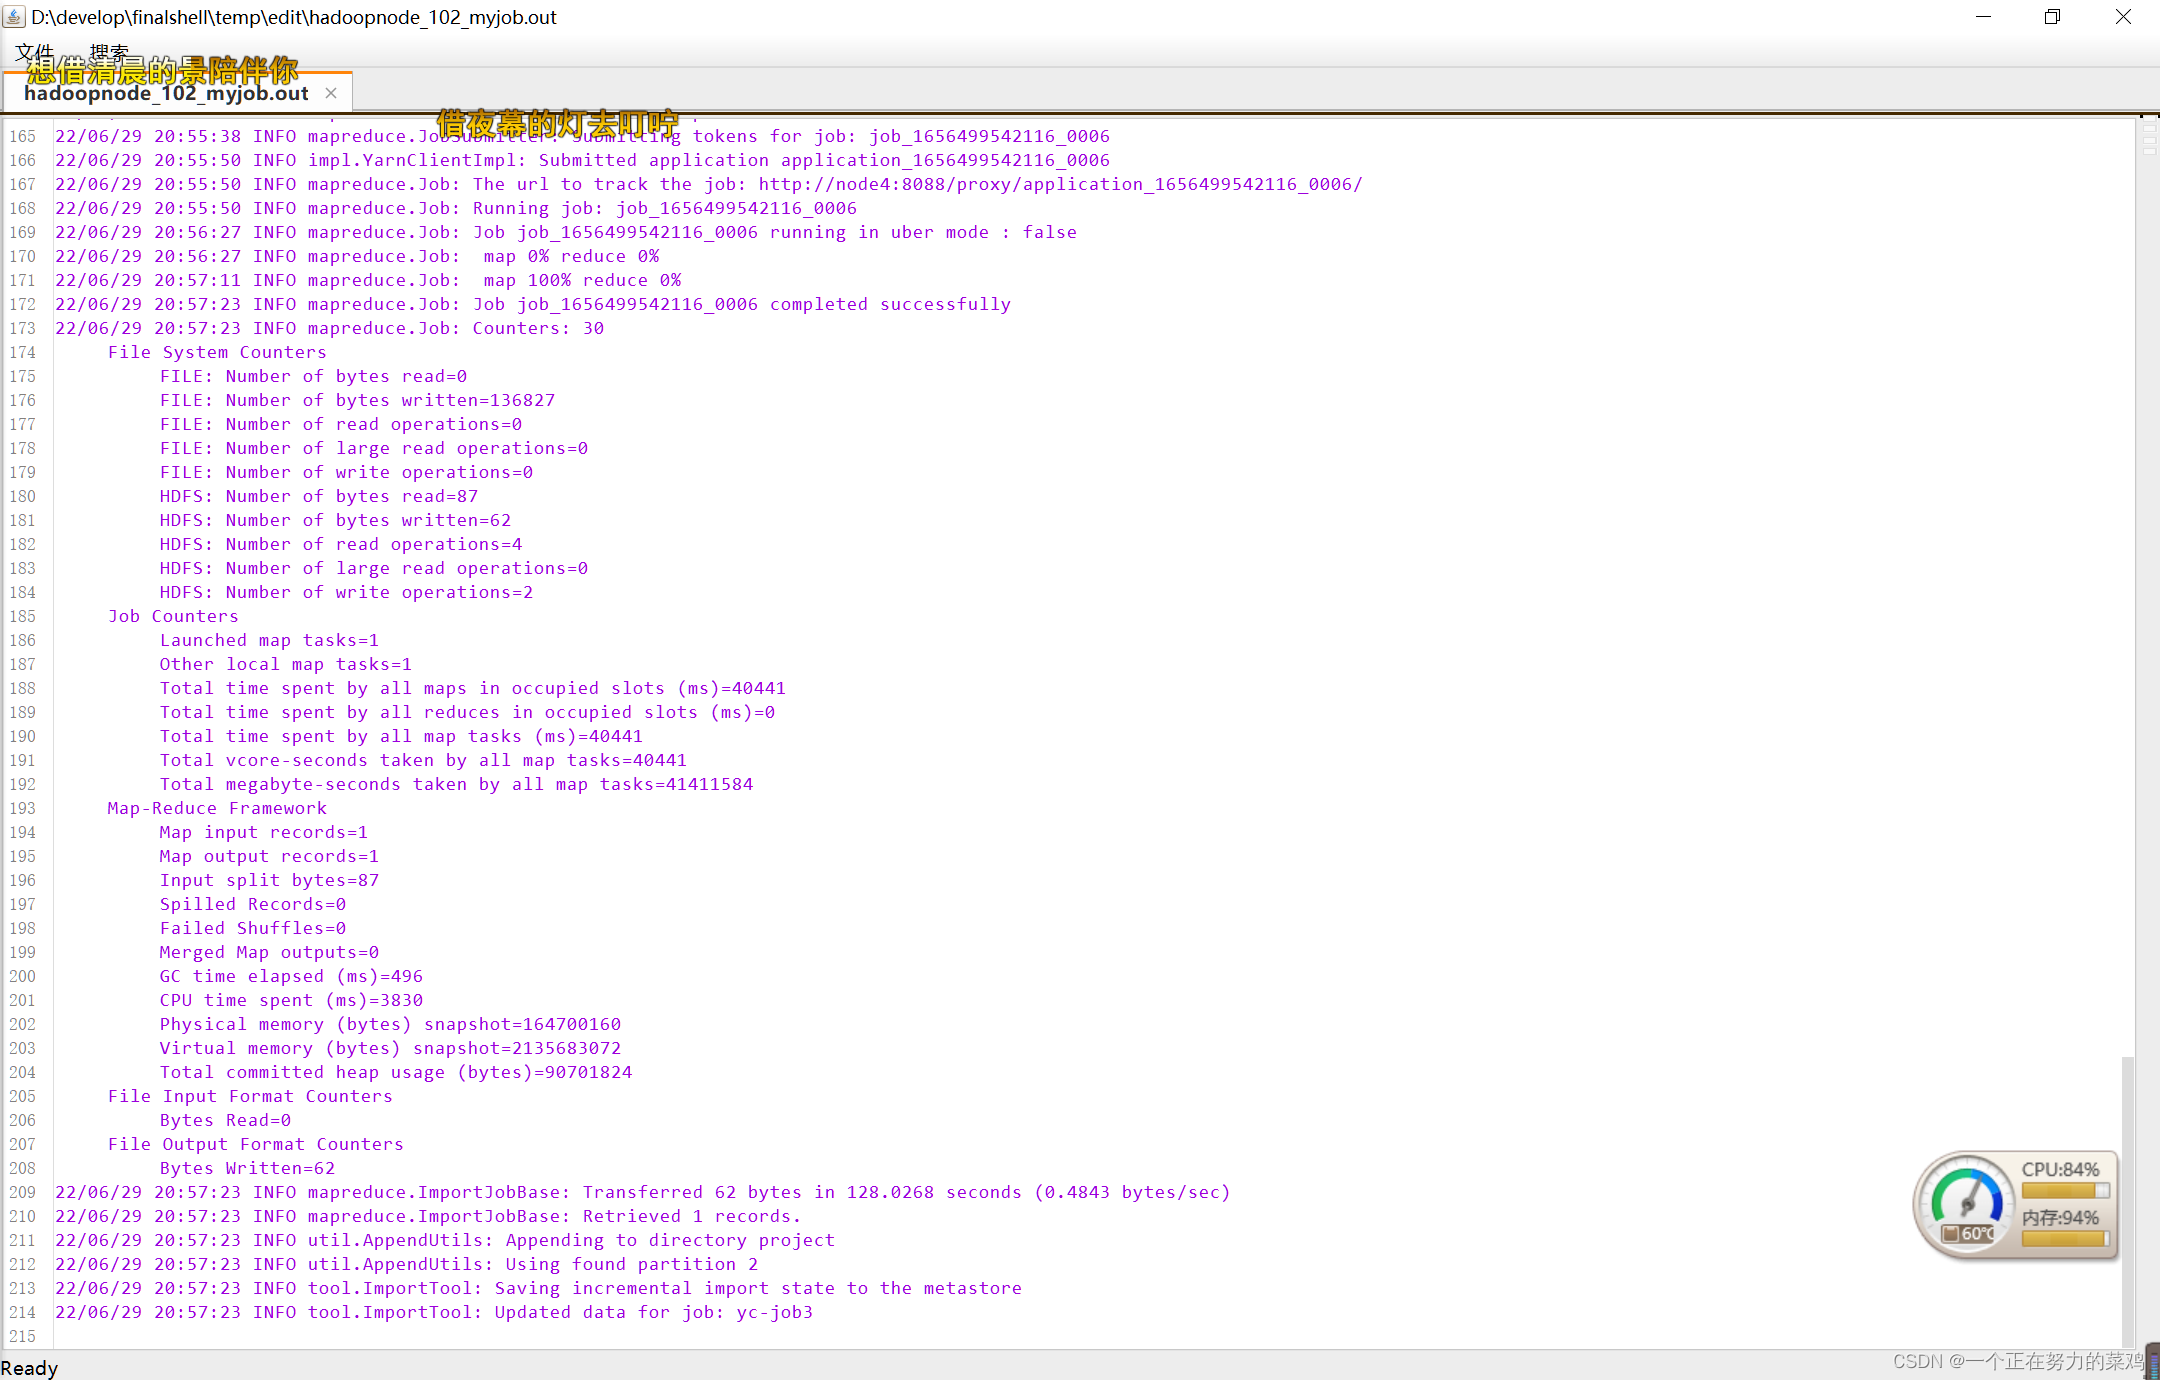 D:\develop\finalshell\temp\edit\hadoopnode_102_myjob.out
文件 搜索
想借清晨的景陪伴你
hadoopnode_102_myjob.out
借夜幕的灯去叮咛
165 22/06/29 20:55:38 INFO mapreduce.JobSubmitter: Submitting tokens for job: job_1656499542116_0006
166 22/06/29 20:55:50 INFO impl.YarnClientImpl: Submitted application application_1656499542116_0006
167 22/06/29 20:55:50 INFO mapreduce.Job: The url to track the job: http://node4:8088/proxy/application_1656499542116_0006/
168 22/06/29 20:55:50 INFO mapreduce.Job: Running job: job_1656499542116_0006
169 22/06/29 20:56:27 INFO mapreduce.Job: Job job_1656499542116_0006 running in uber mode : false
170 22/06/29 20:56:27 INFO mapreduce.Job:  map 0% reduce 0%
171 22/06/29 20:57:11 INFO mapreduce.Job:  map 100% reduce 0%
172 22/06/29 20:57:23 INFO mapreduce.Job: Job job_1656499542116_0006 completed successfully
173 22/06/29 20:57:23 INFO mapreduce.Job: Counters: 30
174 File System Counters
175 FILE: Number of bytes read=0
176 FILE: Number of bytes written=136827
177 FILE: Number of read operations=0
178 FILE: Number of large read operations=0
179 FILE: Number of write operations=0
180 HDFS: Number of bytes read=87
181 HDFS: Number of bytes written=62
182 HDFS: Number of read operations=4
183 HDFS: Number of large read operations=0
184 HDFS: Number of write operations=2
185 Job Counters
186 Launched map tasks=1
187 Other local map tasks=1
188 Total time spent by all maps in occupied slots (ms)=40441
189 Total time spent by all reduces in occupied slots (ms)=0
190 Total time spent by all map tasks (ms)=40441
191 Total vcore-seconds taken by all map tasks=40441
192 Total megabyte-seconds taken by all map tasks=41411584
193 Map-Reduce Framework
194 Map input records=1
195 Map output records=1
196 Input split bytes=87
197 Spilled Records=0
198 Failed Shuffles=0
199 Merged Map outputs=0
200 GC time elapsed (ms)=496
201 CPU time spent (ms)=3830
202 Physical memory (bytes) snapshot=164700160
203 Virtual memory (bytes) snapshot=2135683072
204 Total committed heap usage (bytes)=90701824
205 File Input Format Counters
206 Bytes Read=0
207 File Output Format Counters
208 Bytes Written=62
209 22/06/29 20:57:23 INFO mapreduce.ImportJobBase: Transferred 62 bytes in 128.0268 seconds (0.4843 bytes/sec)
210 22/06/29 20:57:23 INFO mapreduce.ImportJobBase: Retrieved 1 records.
211 22/06/29 20:57:23 INFO util.AppendUtils: Appending to directory project
212 22/06/29 20:57:23 INFO util.AppendUtils: Using found partition 2
213 22/06/29 20:57:23 INFO tool.ImportTool: Saving incremental import state to the metastore
214 22/06/29 20:57:23 INFO tool.ImportTool: Updated data for job: yc-job3
215
CPU:84%
内存:94%
60℃
Ready
CSDN @一个正在努力的菜鸡